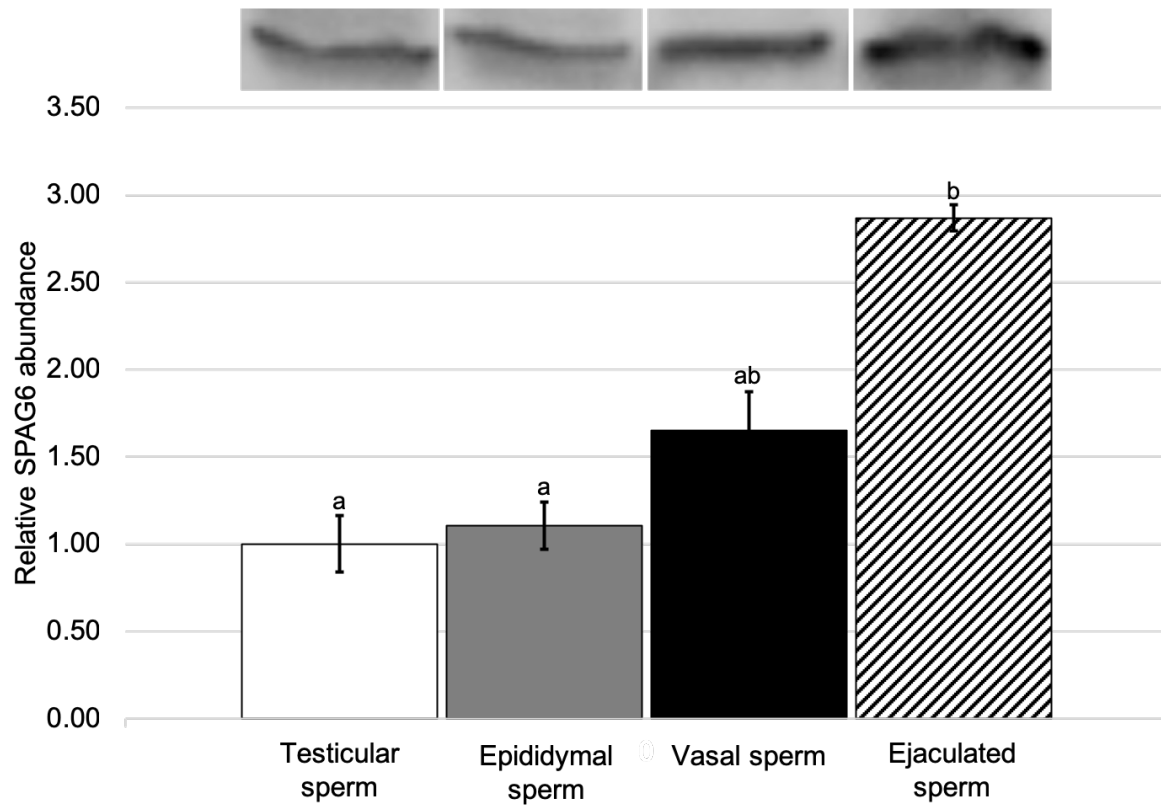 3.50
3.00
2.50
2.00
1.50
1.00
0.50
0.00
Relative SPAG6 abundance
a
a
ab
b
Testicular
sperm
Epididymal
sperm
0
Vasal sperm
Ejaculated
sperm